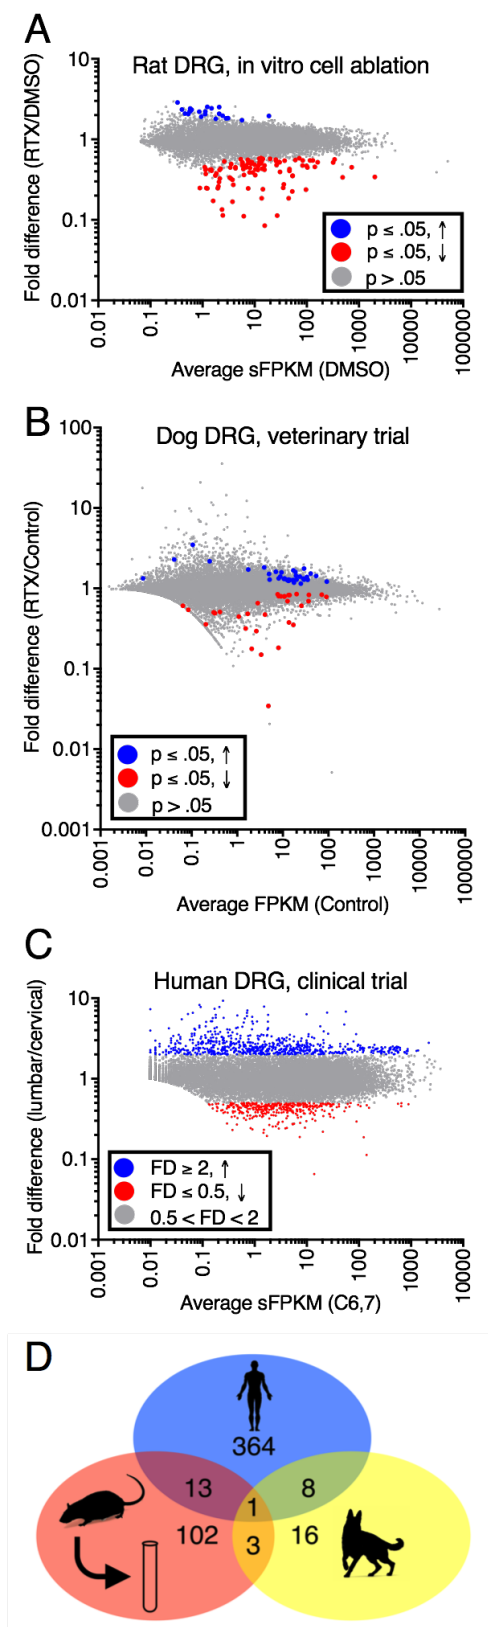 A
Rat DRG, in vitro cell ablation
Fold difference (RTX/DMSO)
10
1
0.1
0.01
p ≤ .05, ↑
p ≤ .05, ↓
p > .05
0.01 0.1 1 10 100 1000 10000 100000
Average sFPKM (DMSO)
B
Dog DRG, veterinary trial
Fold difference (RTX/Control)
100
10
1
0.1
0.01
0.001
p ≤ .05, ↑
p ≤ .05, ↓
p > .05
0.001 0.01 0.1 1 10 100 1000 10000 100000
Average FPKM (Control)
C
Human DRG, clinical trial
Fold difference (lumbar/cervical)
10
1
0.1
0.01
FD ≥ 2, ↑
FD ≤ 0.5, ↓
0.5 < FD < 2
0.001 0.01 0.1 1 10 100 1000 10000
Average sFPKM (C6,7)
D
364
13 1 8
102 3 16